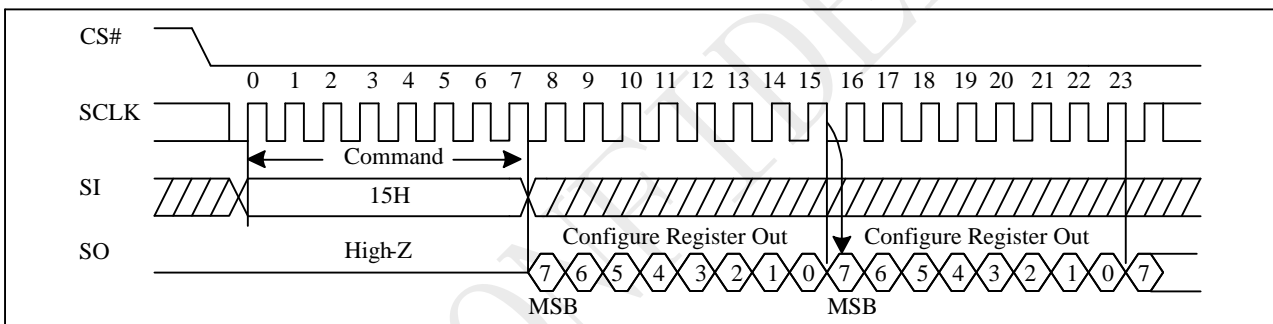 CS#
0 1 2 3 4 5 6 7 8 9 10 11 12 13 14 15 16 17 18 19 20 21 22 23
SCLK
Command
SI
15H
SO
High-Z
Configure Register Out
Configure Register Out
7 6 5 4 3 2 1 0 7 6 5 4 3 2 1 0 7
MSB
MSB